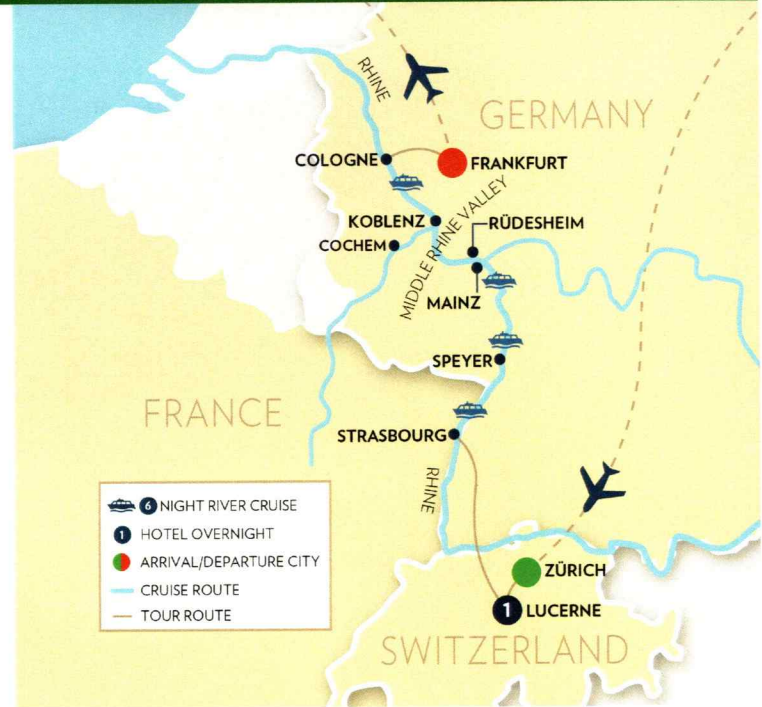 RHINE
GERMANY
COLOGNE
FRANKFURT
MIDDLE RHINE VALLEY
KOBLENZ
RÜDESHEIM
COCHEM
MAINZ
SPEYER
FRANCE
STRASBOURG
RHINE
6 NIGHT RIVER CRUISE
1 HOTEL OVERNIGHT
ARRIVAL/DEPARTURE CITY
CRUISE ROUTE
TOUR ROUTE
ZÜRICH
1 LUCERNE
SWITZERLAND